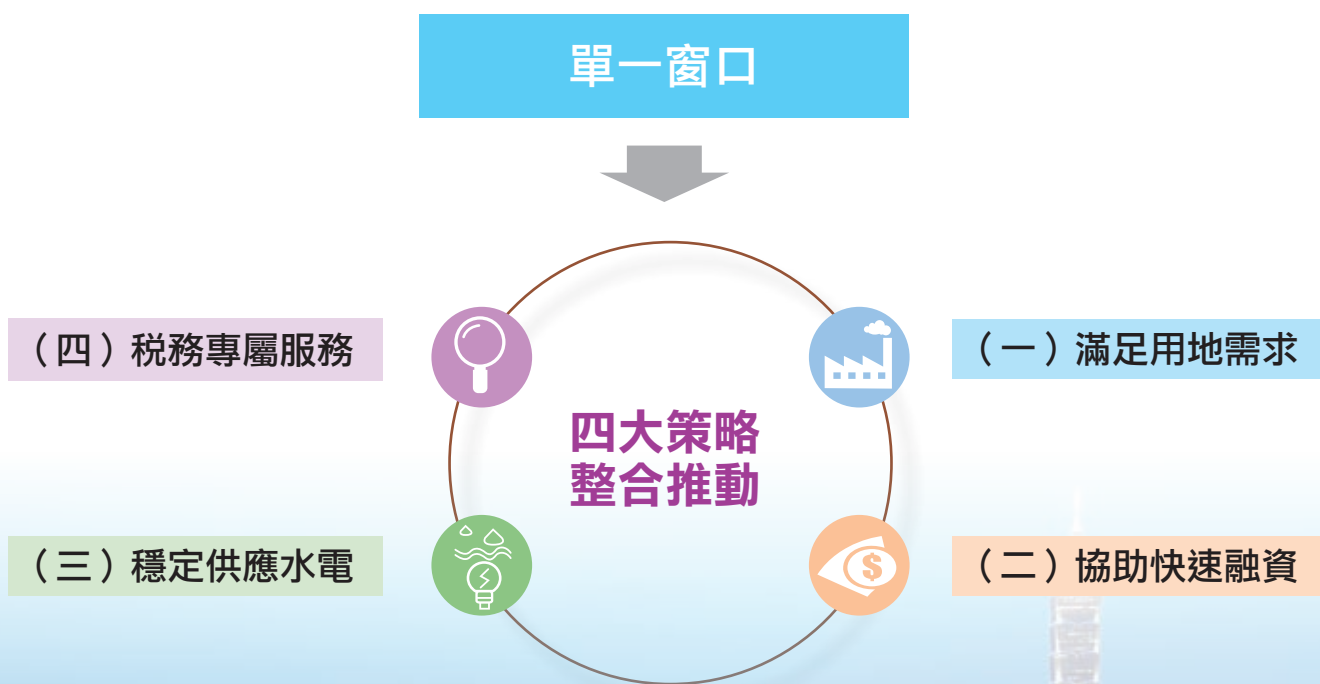 單一窗口
（四）税務專屬服務
（一）滿足用地需求
四大策略
整合推動
（三）穩定供應水電
（二）協助快速融資
$